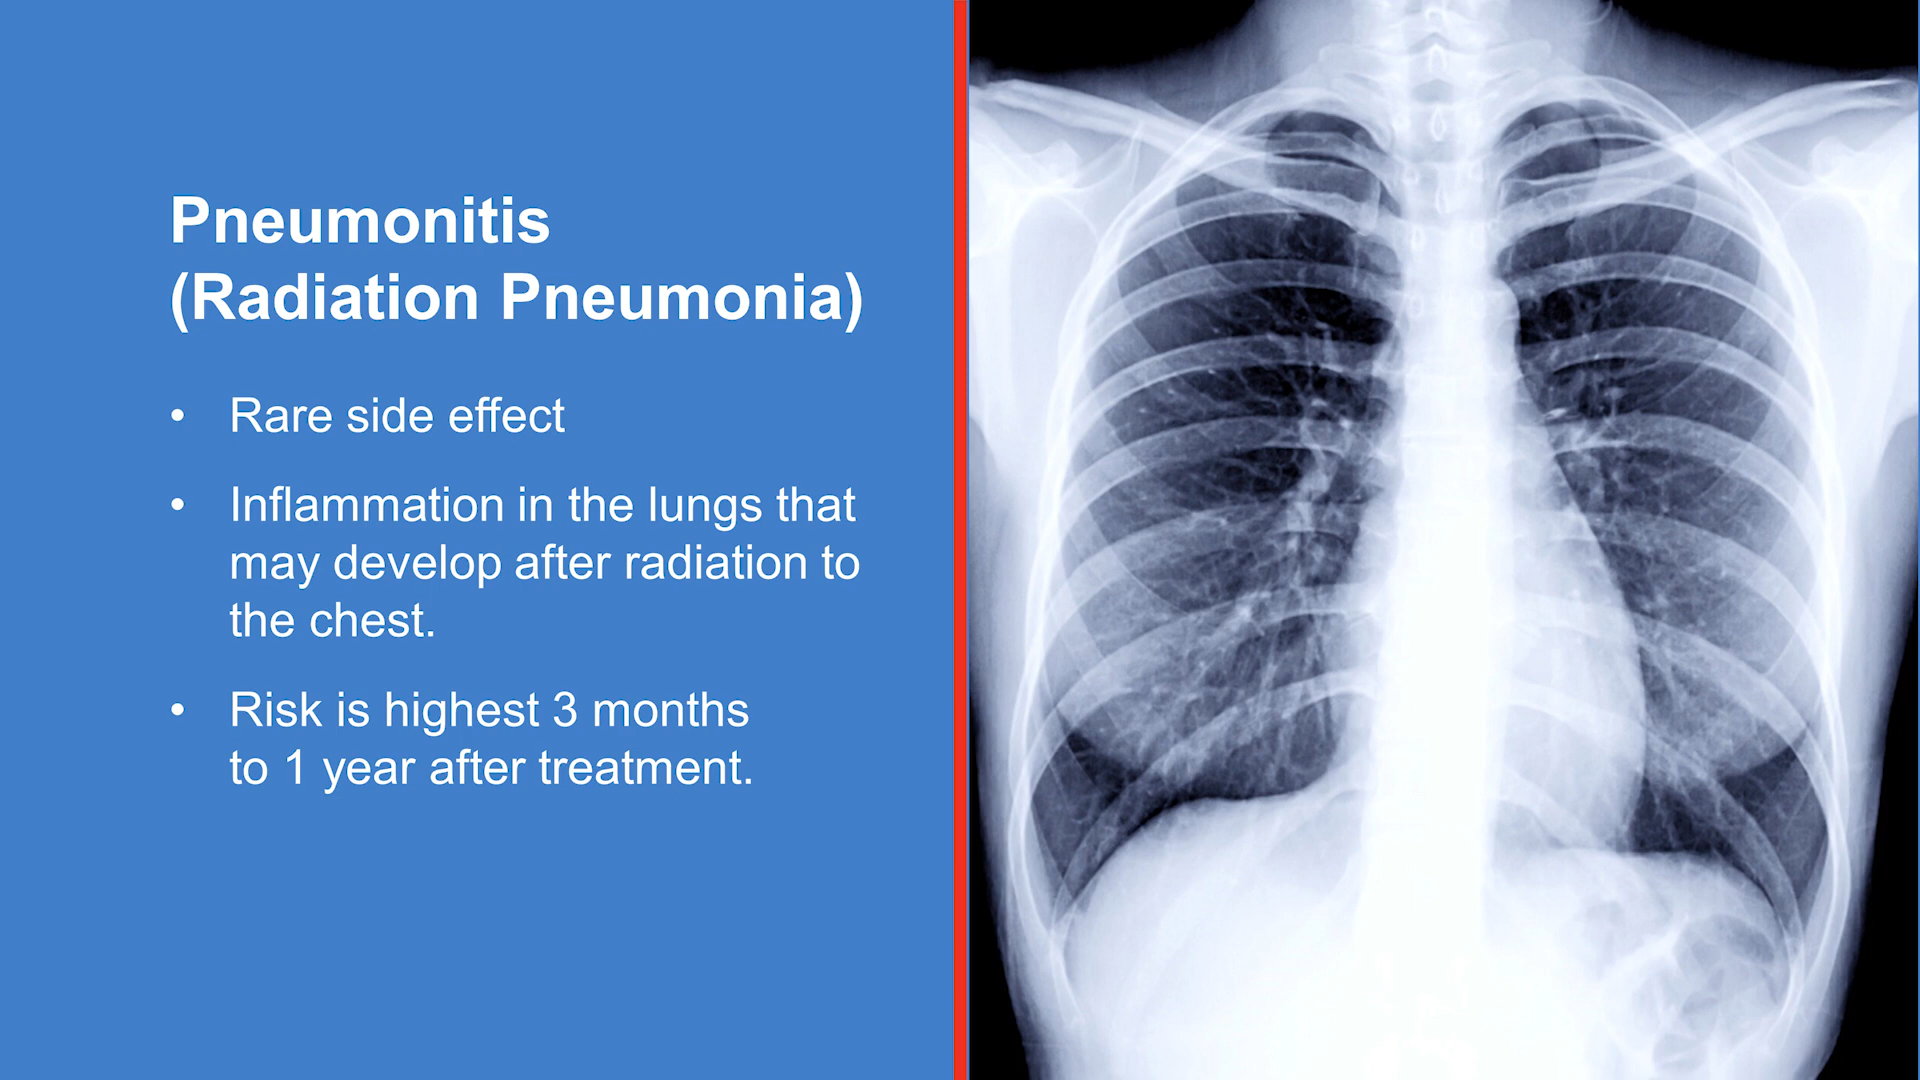 Pneumonitis
(Radiation Pneumonia)
• Rare side effect
• Inflammation in the lungs that
may develop after radiation to
the chest.
• Risk is highest 3 months
to 1 year after treatment.